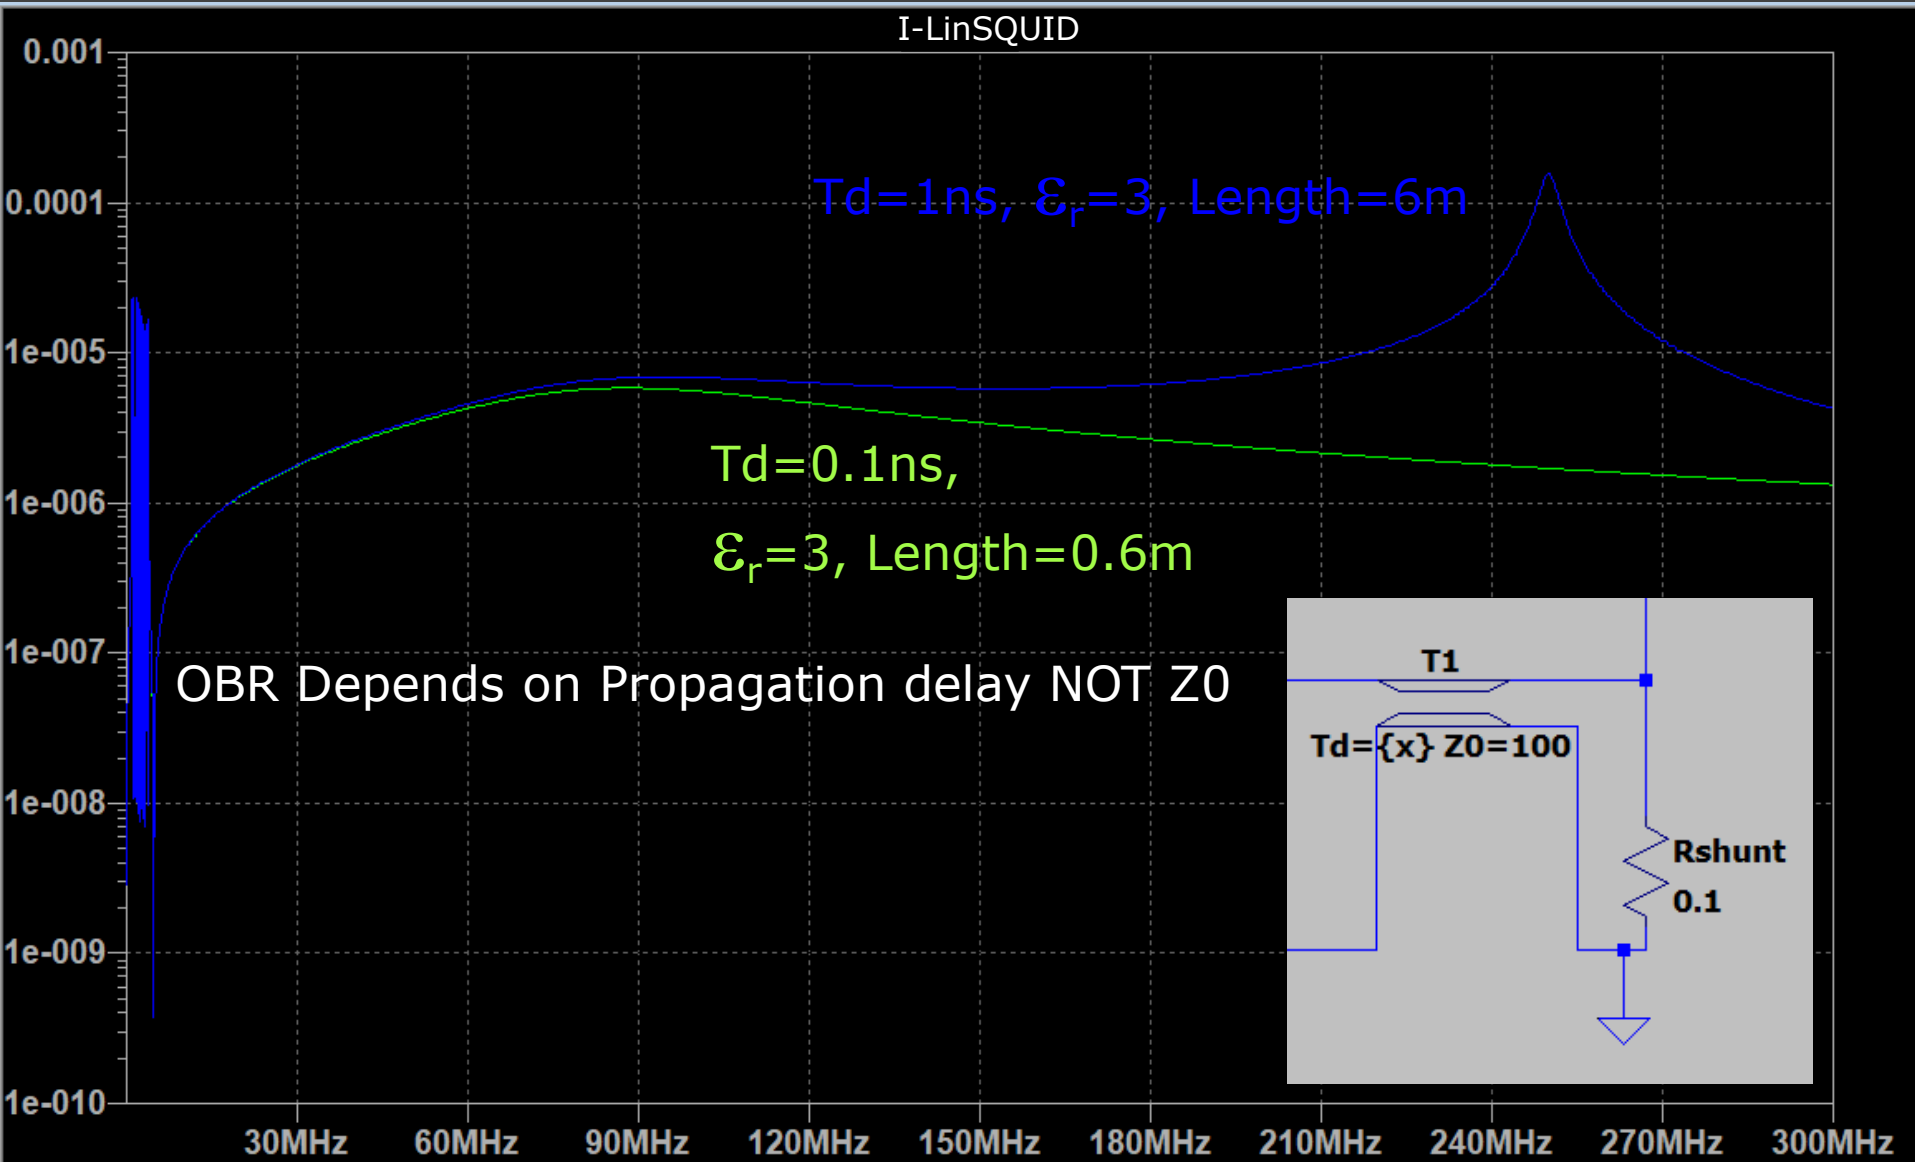 I-LinSQUID
0.001
0.0001
1e-005
1e-006
1e-007
1e-008
1e-009
1e-010
Td=1ns, εr=3, Length=6m
Td=0.1ns,
εr=3, Length=0.6m
OBR Depends on Propagation delay NOT Z0
T1
Td={x} Z0=100
Rshunt
0.1
30MHz 60MHz 90MHz 120MHz 150MHz 180MHz 210MHz 240MHz 270MHz 300MHz